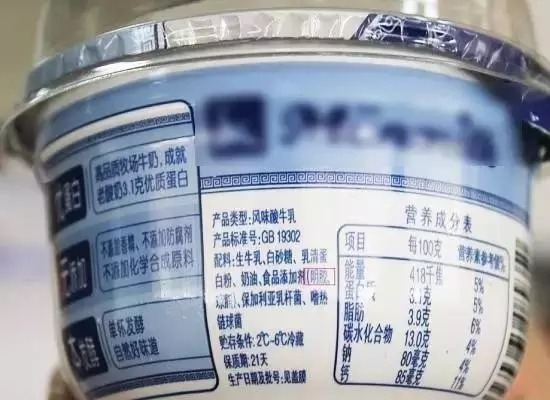 高品质牧场牛奶,成就
老酸奶3.1克优质蛋白
不添加香精、不添加防腐剂
不添加化学合成原料
单杯发酵
自然好味道
产品类型:风味酸牛乳
产品标准号:GB 19302
配料:生牛乳、白砂糖、乳清蛋
白粉、奶油、食品添加剂(明胶,
保加利亚乳杆菌、嗜热
链球菌
贮存条件:2℃~6℃冷藏
保质期:21天
生产日期及批号:见盖膜
营养成分表
项目 每100克 营养素参考值%
能量 418千焦 5%
蛋白质 3.1克 5%
脂肪 3.9克 6%
碳水化合物 13.0克 4%
钠 80毫克 4%
钙 85毫克 11%